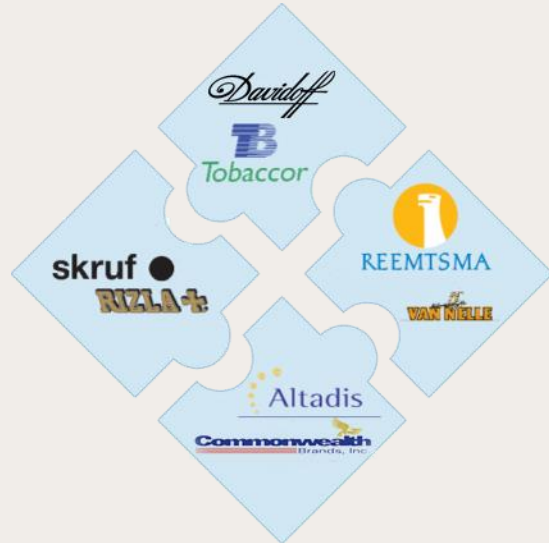 Davidoff
TB
Tobaccor
skruf
RIZLA+
REEMTSMA
VAN NELLE
Altadis
Commonwealth
Brands, Inc